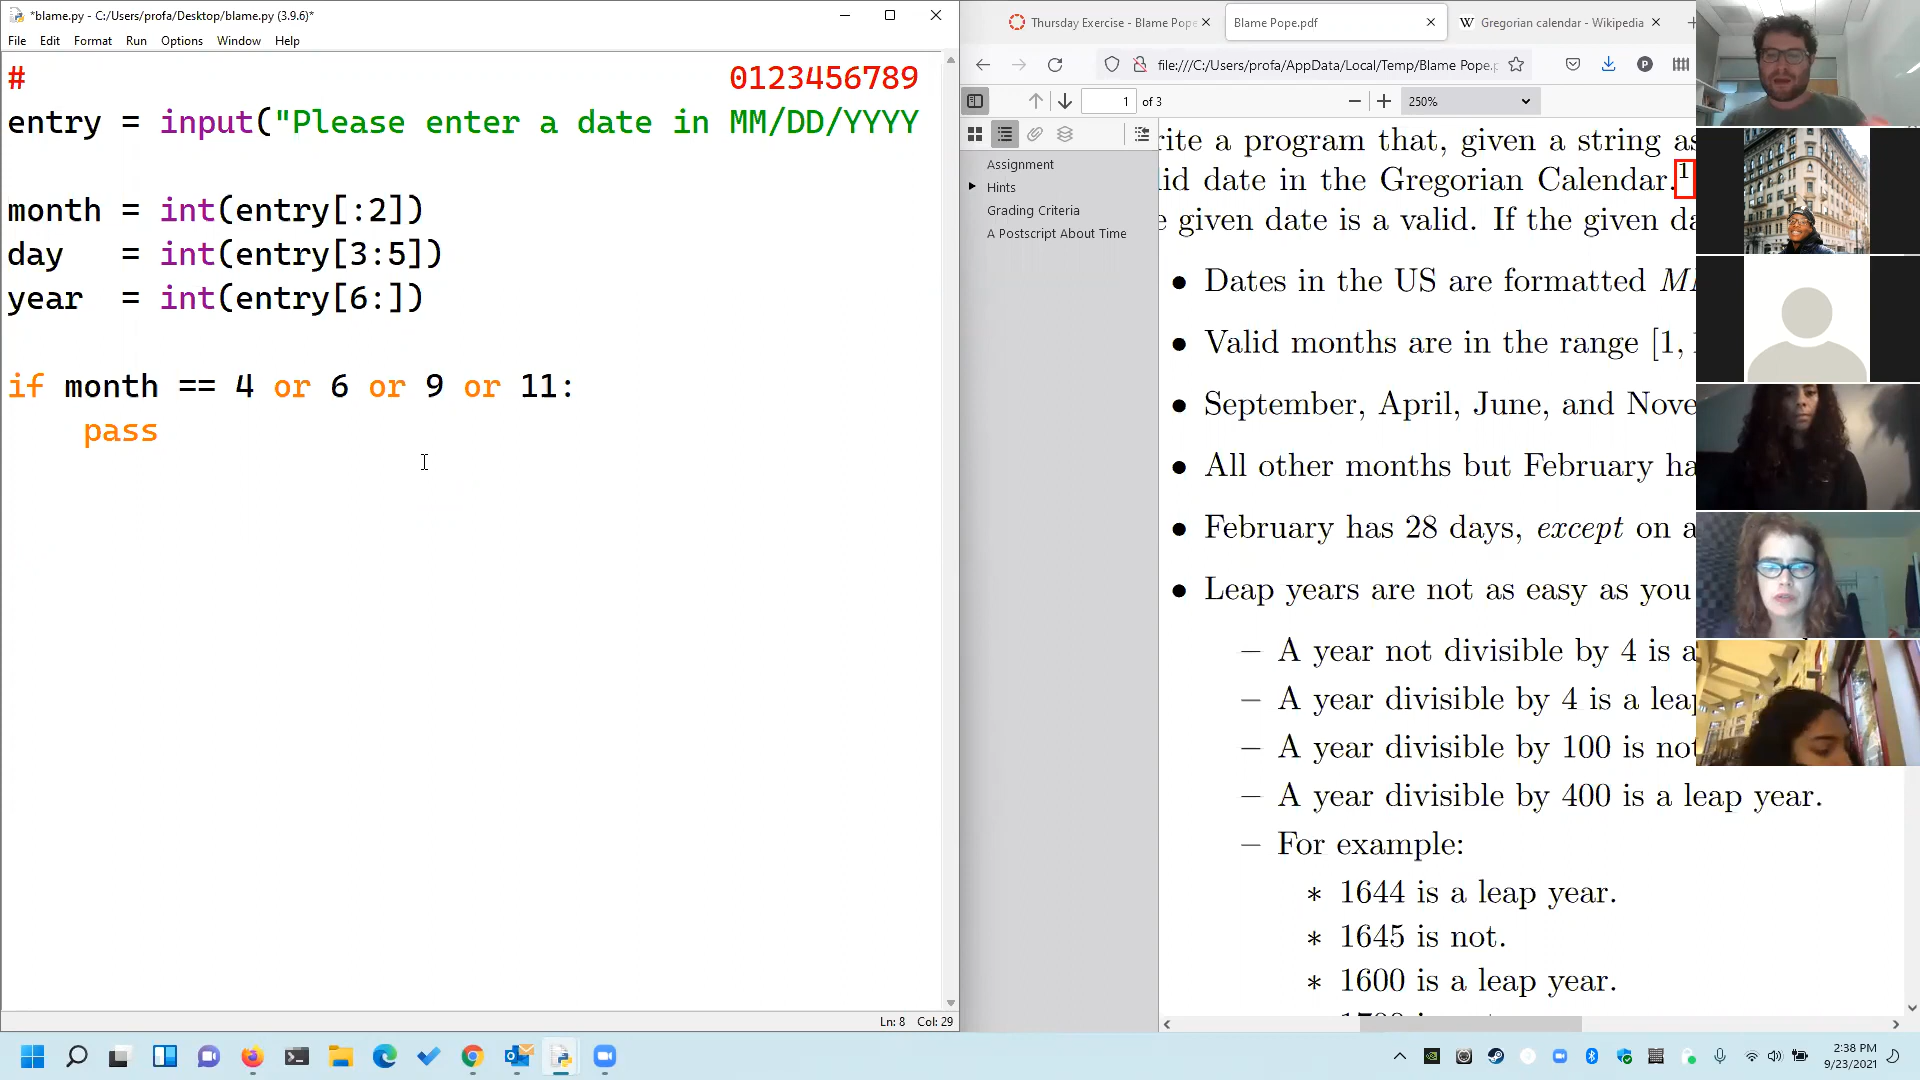 *blame.py - C:/Users/profa/Desktop/blame.py (3.9.6)*
File Edit Format Run Options Window Help
# 0123456789
entry = input("Please enter a date in MM/DD/YYYY
month = int(entry[:2])
day = int(entry[3:5])
year = int(entry[6:])
if month == 4 or 6 or 9 or 11:
pass
Ln: 8 Col: 29
Thursday Exercise - Blame Pope
Blame Pope.pdf
Gregorian calendar - Wikipedia
file:///C:/Users/profa/AppData/Local/Temp/Blame Pope.p
1 of 3
250%
Assignment
Hints
Grading Criteria
A Postscript About Time
rite a program that, given a string as
lid date in the Gregorian Calendar.1
e given date is a valid. If the given da
• Dates in the US are formatted
• Valid months are in the range [1,
• September, April, June, and Nove
• All other months but February ha
• February has 28 days, except on a
• Leap years are not as easy as you
– A year not divisible by 4 is a
– A year divisible by 4 is a leap
– A year divisible by 100 is not
– A year divisible by 400 is a leap year.
– For example:
* 1644 is a leap year.
* 1645 is not.
* 1600 is a leap year.
2:38 PM
9/23/2021